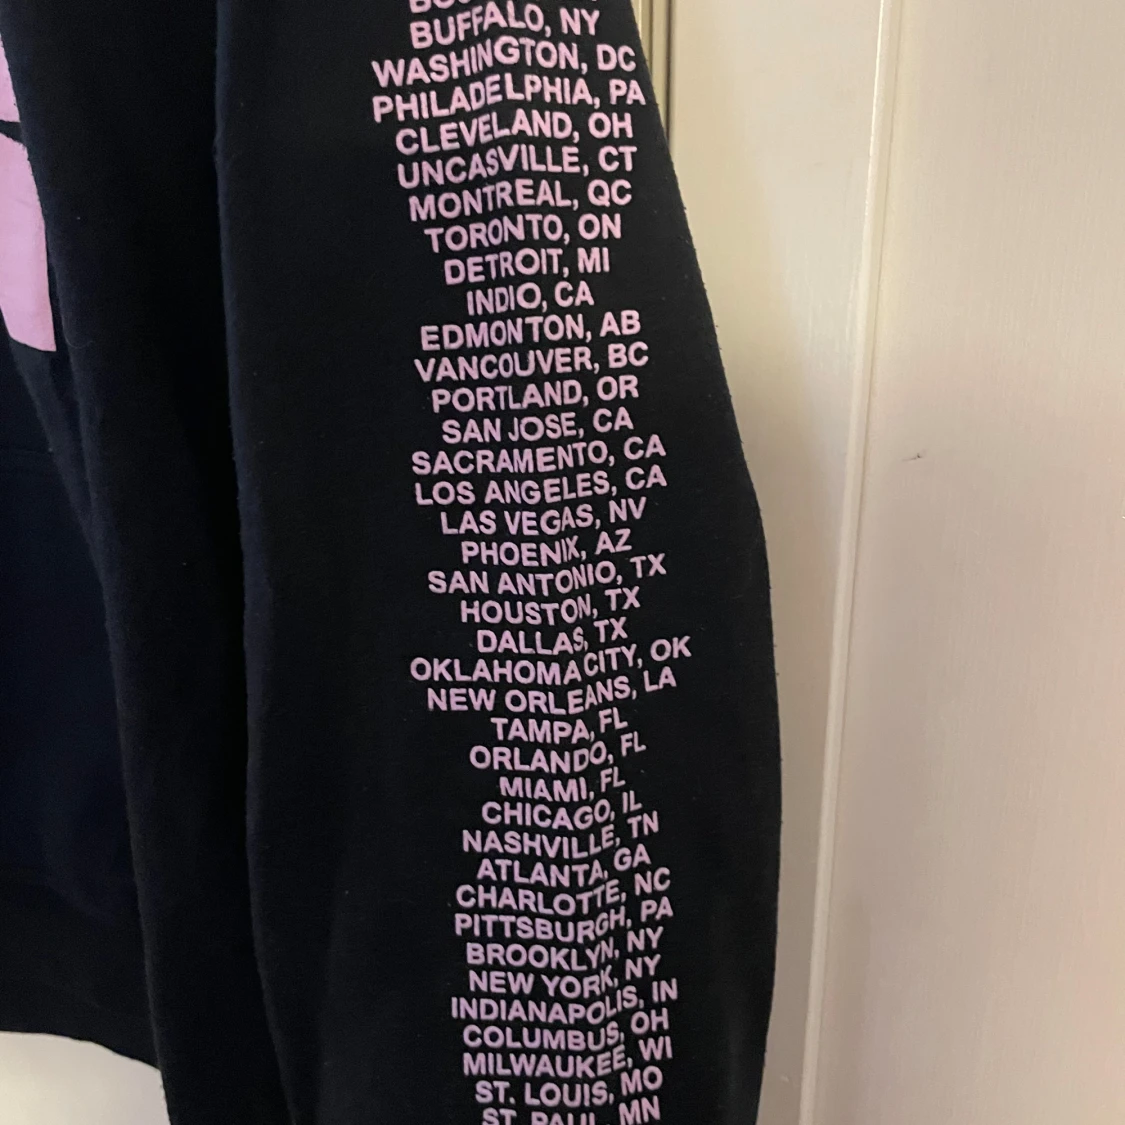 BUFFALO, NY
WASHINGTON, DC
PHILADELPHIA, PA
CLEVELAND, OH
UNCASVILLE, CT
MONTREAL, QC
TORONTO, ON
DETROIT, MI
INDIO, CA
EDMONTON, AB
VANCOUVER, BC
PORTLAND, OR
SAN JOSE, CA
SACRAMENTO, CA
LOS ANGELES, CA
LAS VEGAS, NV
PHOENIX, AZ
SAN ANTONIO, TX
HOUSTON, TX
DALLAS, TX
OKLAHOMA CITY, OK
NEW ORLEANS, LA
TAMPA, FL
ORLANDO, FL
MIAMI, FL
CHICAGO, IL
NASHVILLE, TN
ATLANTA, GA
CHARLOTTE, NC
PITTSBURGH, PA
BROOKLYN, NY
NEW YORK, NY
INDIANAPOLIS, IN
COLUMBUS, OH
MILWAUKEE, WI
ST. LOUIS, MO
ST. PAUL, MN